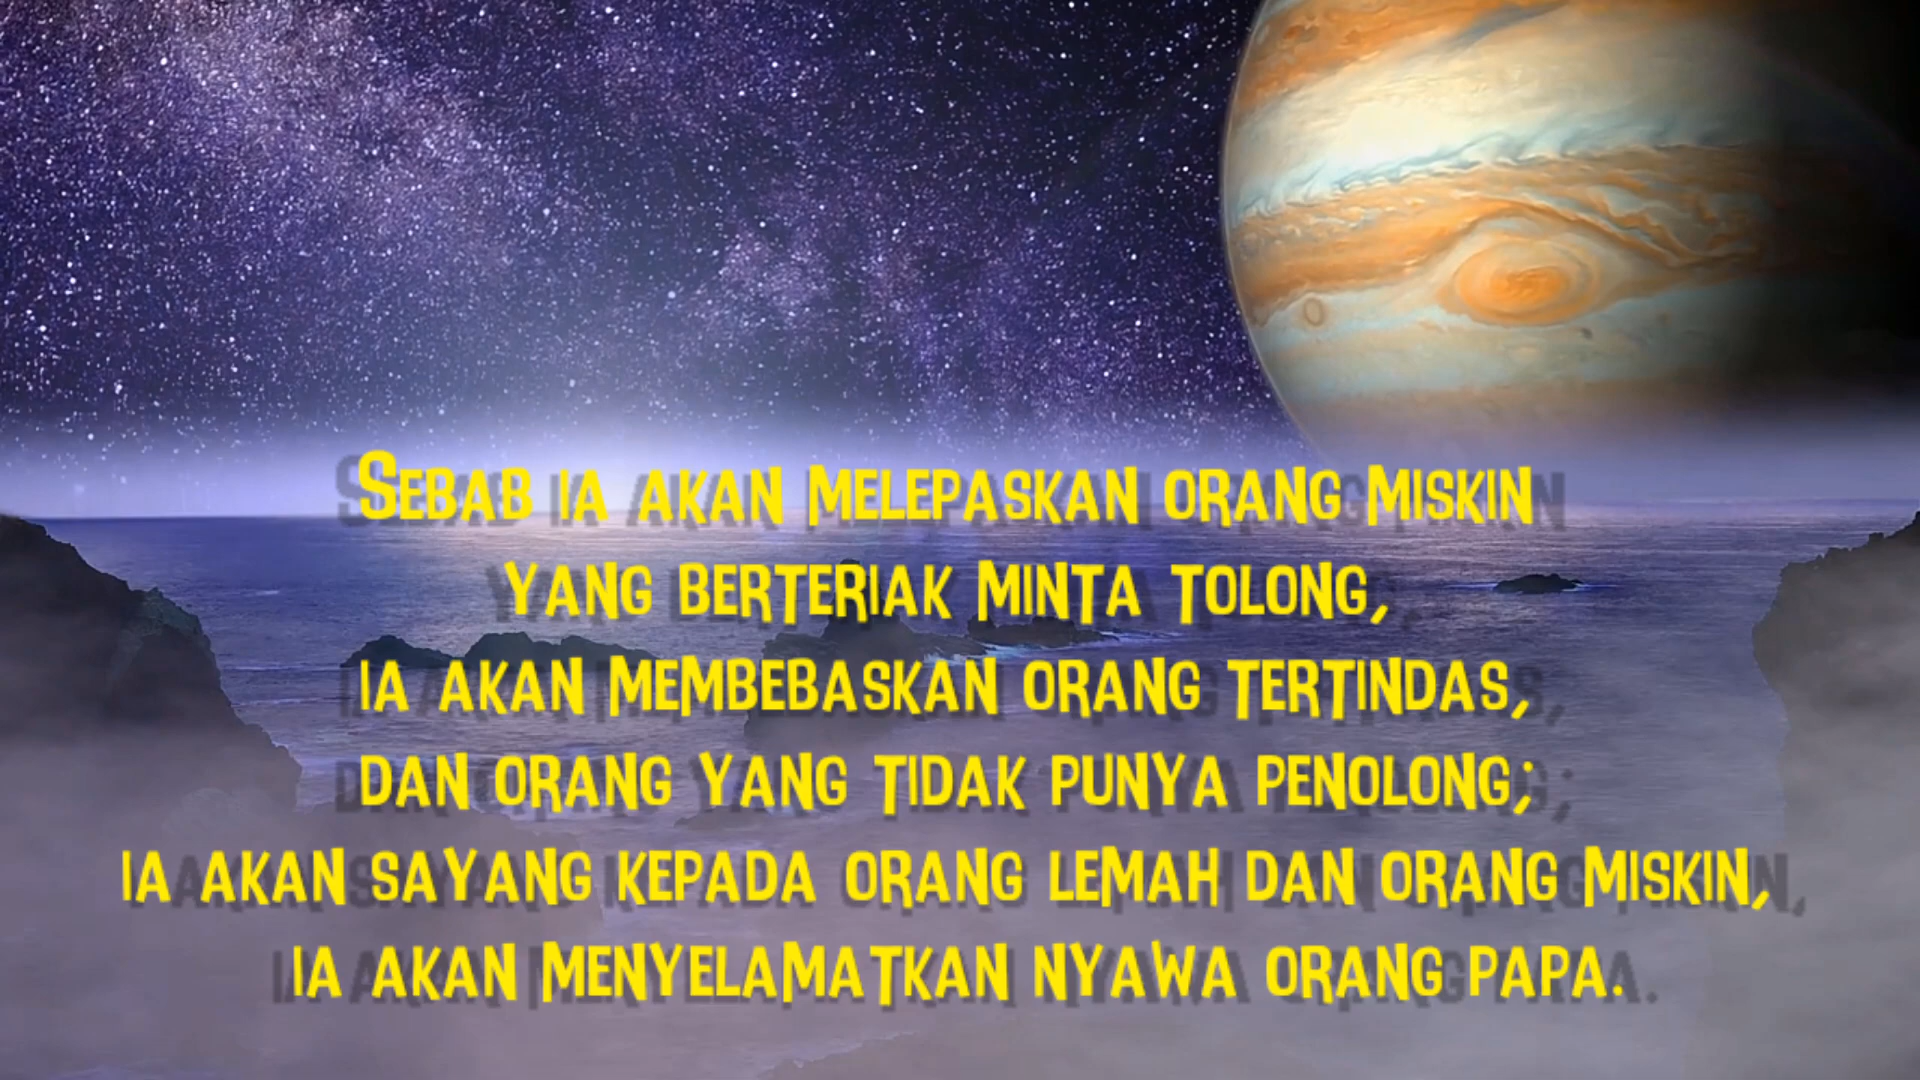 Sebab ia akan melepaskan orang miskin
yang berteriak minta tolong,
ia akan membebaskan orang tertindas,
dan orang yang tidak punya penolong;
ia akan sayang kepada orang lemah dan orang miskin,
ia akan menyelamatkan nyawa orang papa.